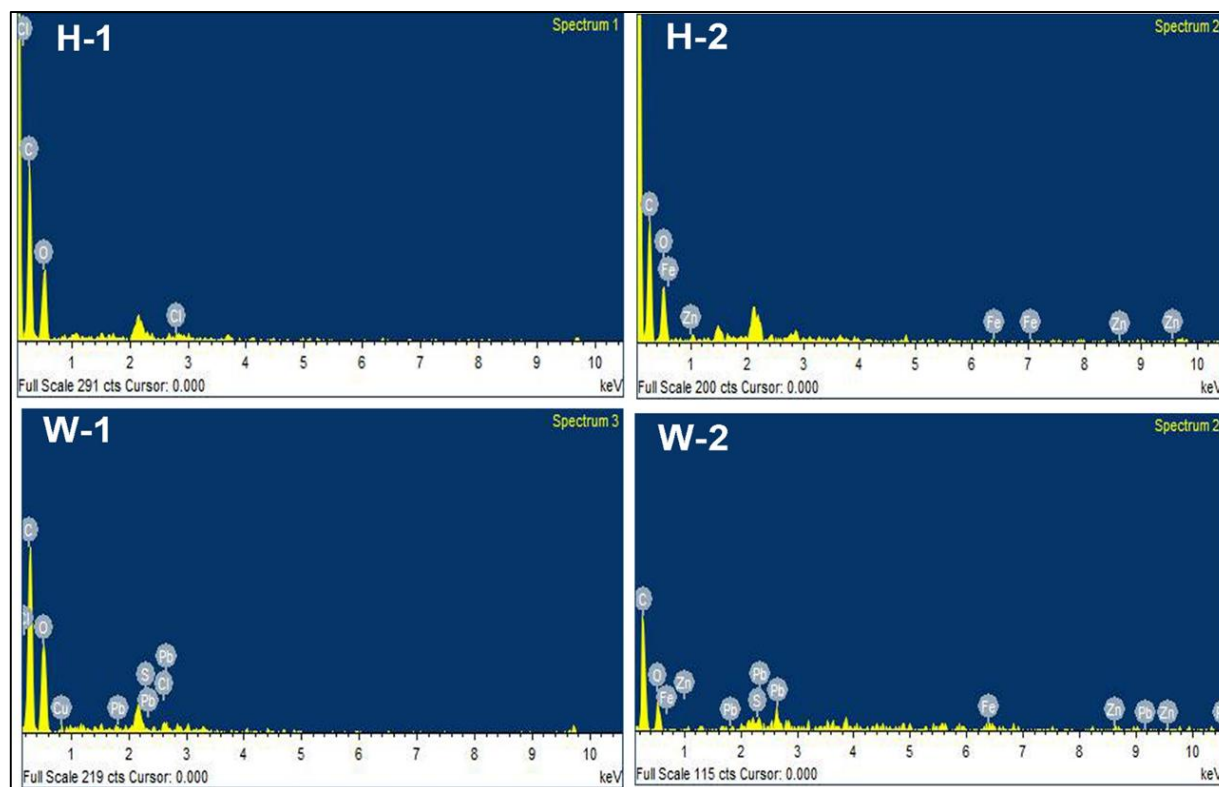 H-1
Spectrum 1
Cl
C
O
Cl
1 2 3 4 5 6 7 8 9 10
Full Scale 291 cts Cursor: 0.000 keV
H-2
Spectrum 2
C
O
Fe
Zn Fe Fe Zn Zn
1 2 3 4 5 6 7 8 9 10
Full Scale 200 cts Cursor: 0.000 keV
W-1
Spectrum 3
C
Cl
O
Pb
S
Cl
Cu Pb Pb
1 2 3 4 5 6 7 8 9 10
Full Scale 219 cts Cursor: 0.000 keV
W-2
Spectrum 2
C
O Zn Pb
Fe Pb S Pb Fe Zn Pb Zn
1 2 3 4 5 6 7 8 9 10
Full Scale 115 cts Cursor: 0.000 keV